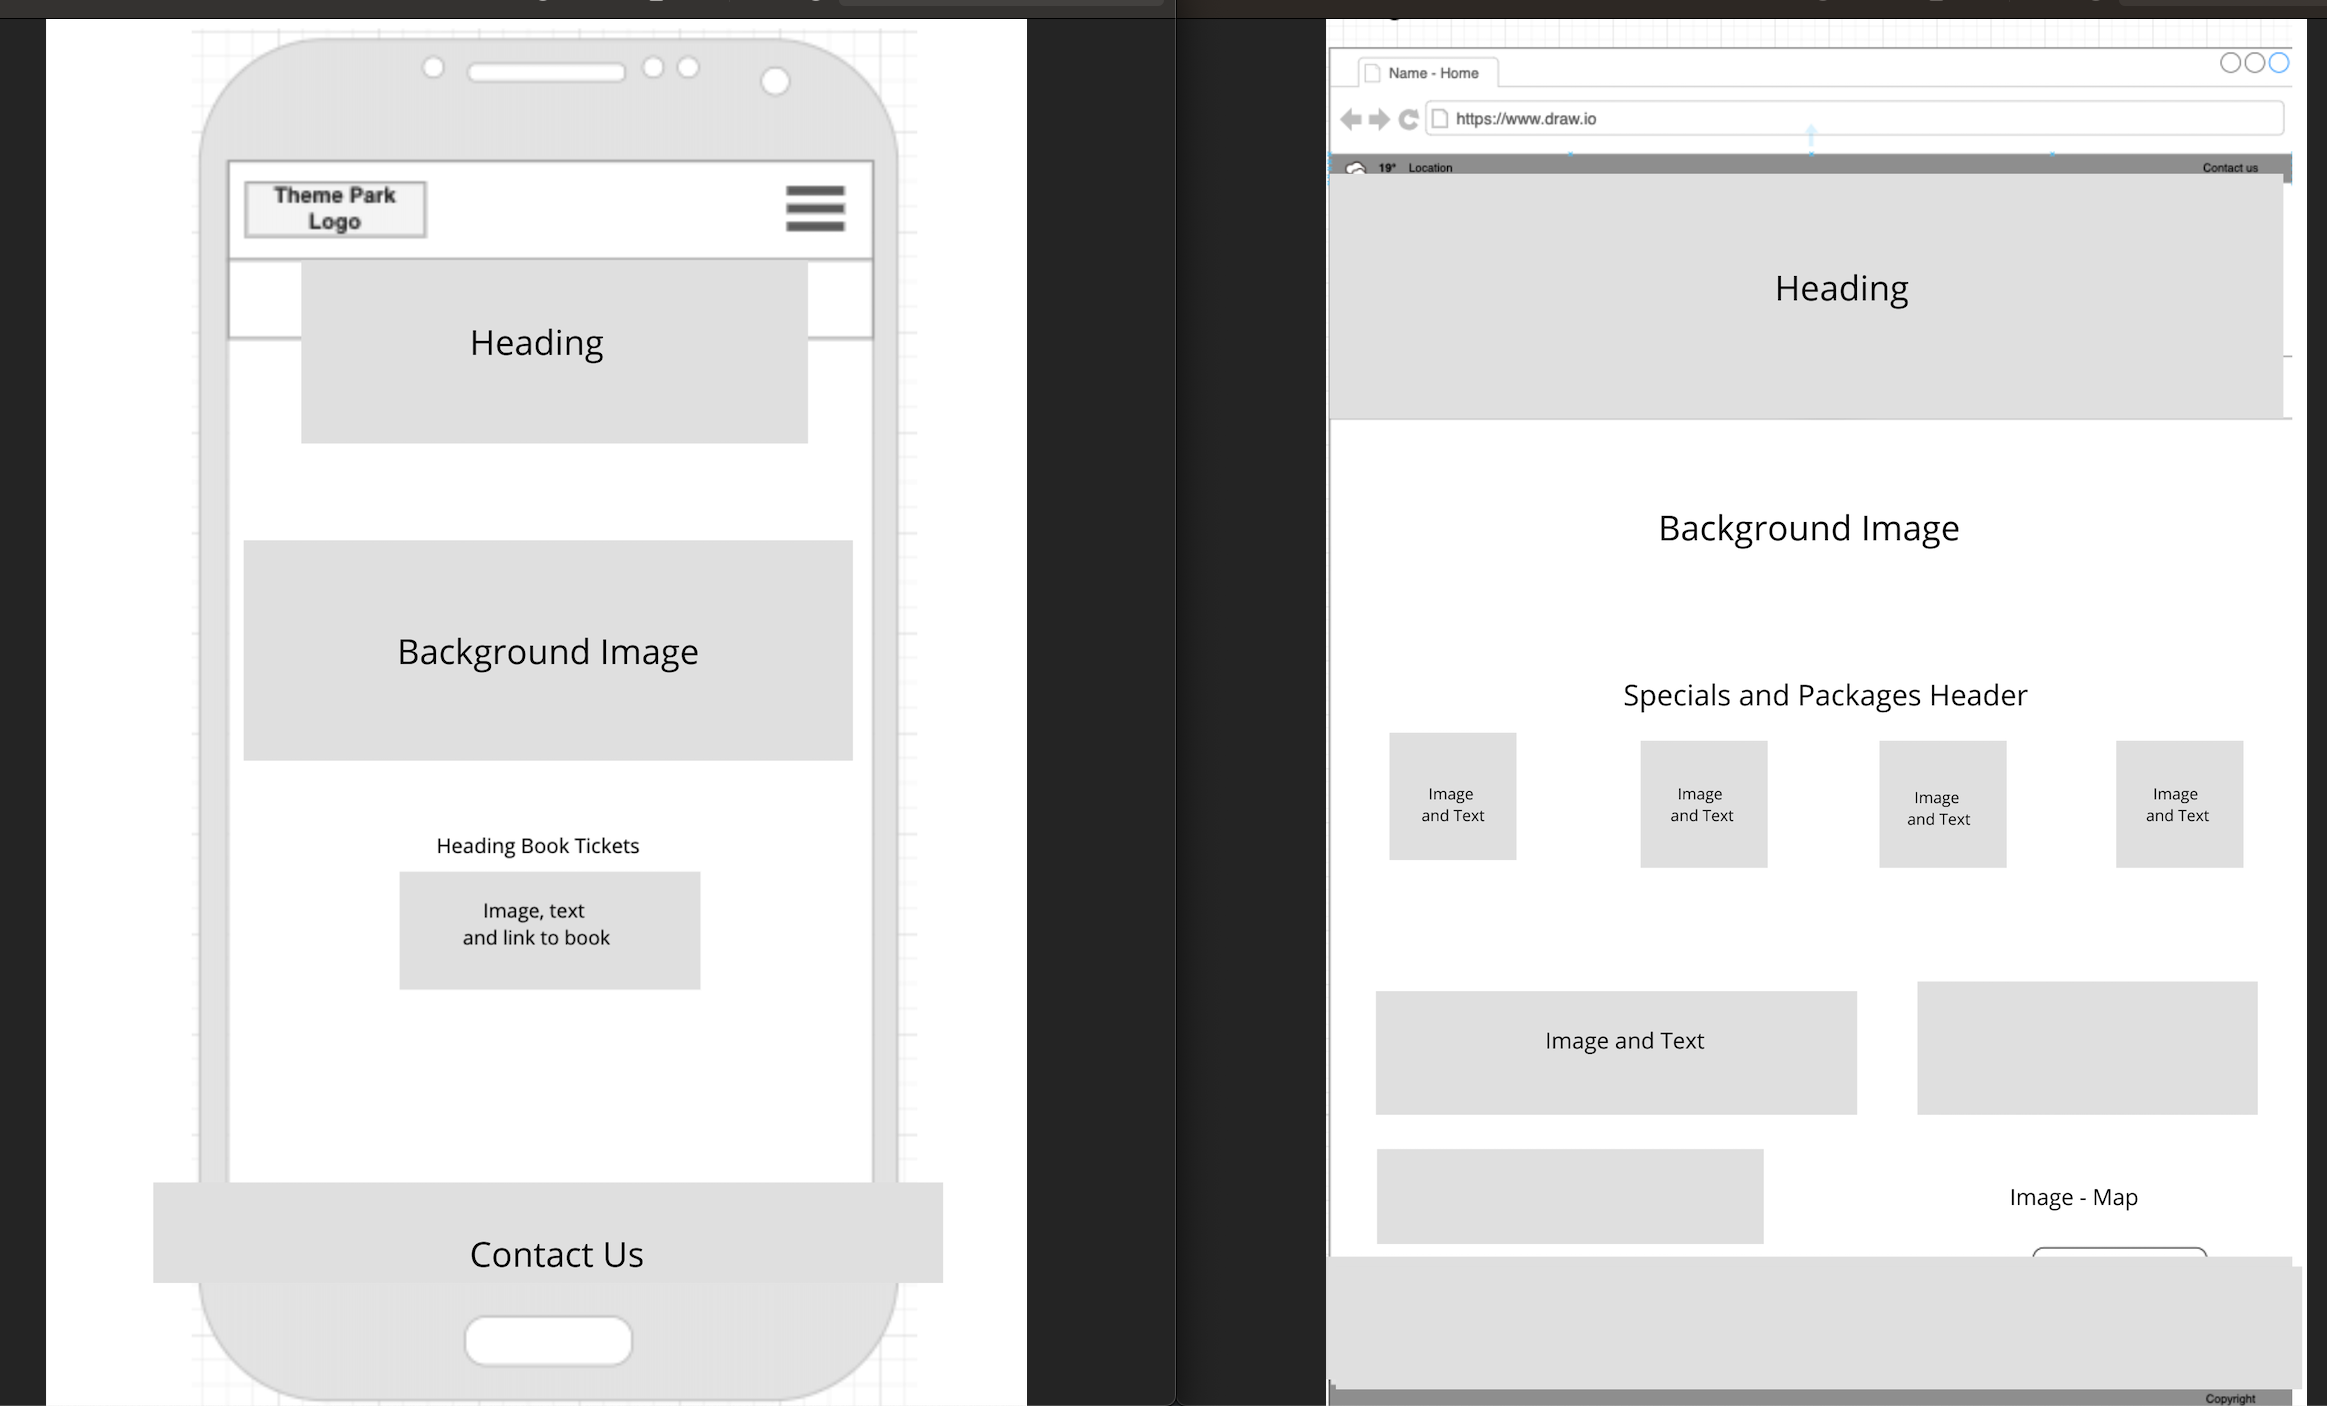 Theme Park
Logo
Heading
Background Image
Heading Book Tickets
Image, text
and link to book
Contact Us
Name - Home
https://www.draw.io
19° Location
Contact us
Heading
Background Image
Specials and Packages Header
Image
and Text
Image
and Text
Image
and Text
Image
and Text
Image and Text
Image - Map
Copyright